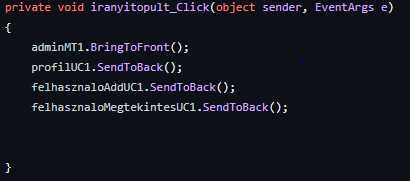 private void iranyitopult_Click(object sender, EventArgs e)
{
    adminMT1.BringToFront();
    profilUC1.SendToBack();
    felhasznaloAddUC1.SendToBack();
    felhasznaloMegtekintesUC1.SendToBack();
}